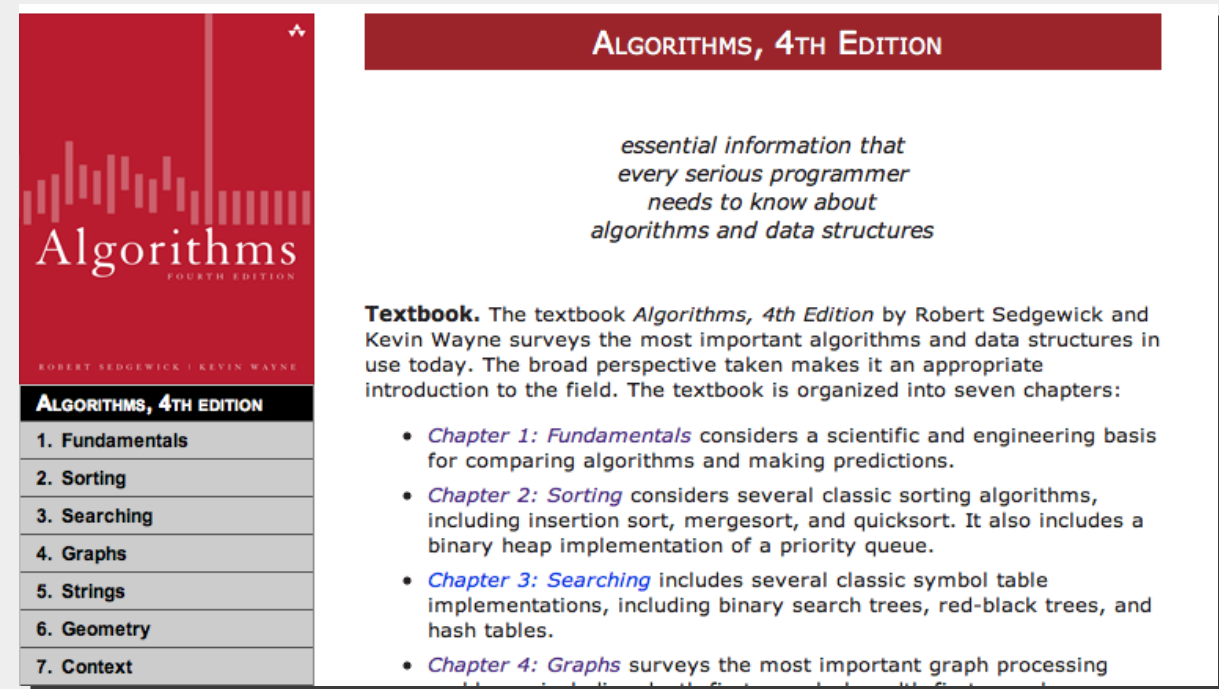 Algorithms
FOURTH EDITION
ROBERT SEDGEWICK | KEVIN WAYNE
ALGORITHMS, 4TH EDITION
1. Fundamentals
2. Sorting
3. Searching
4. Graphs
5. Strings
6. Geometry
7. Context
ALGORITHMS, 4TH EDITION
essential information that
every serious programmer
needs to know about
algorithms and data structures
Textbook. The textbook Algorithms, 4th Edition by Robert Sedgewick and
Kevin Wayne surveys the most important algorithms and data structures in
use today. The broad perspective taken makes it an appropriate
introduction to the field. The textbook is organized into seven chapters:
• Chapter 1: Fundamentals considers a scientific and engineering basis
for comparing algorithms and making predictions.
• Chapter 2: Sorting considers several classic sorting algorithms,
including insertion sort, mergesort, and quicksort. It also includes a
binary heap implementation of a priority queue.
• Chapter 3: Searching includes several classic symbol table
implementations, including binary search trees, red-black trees, and
hash tables.
• Chapter 4: Graphs surveys the most important graph processing